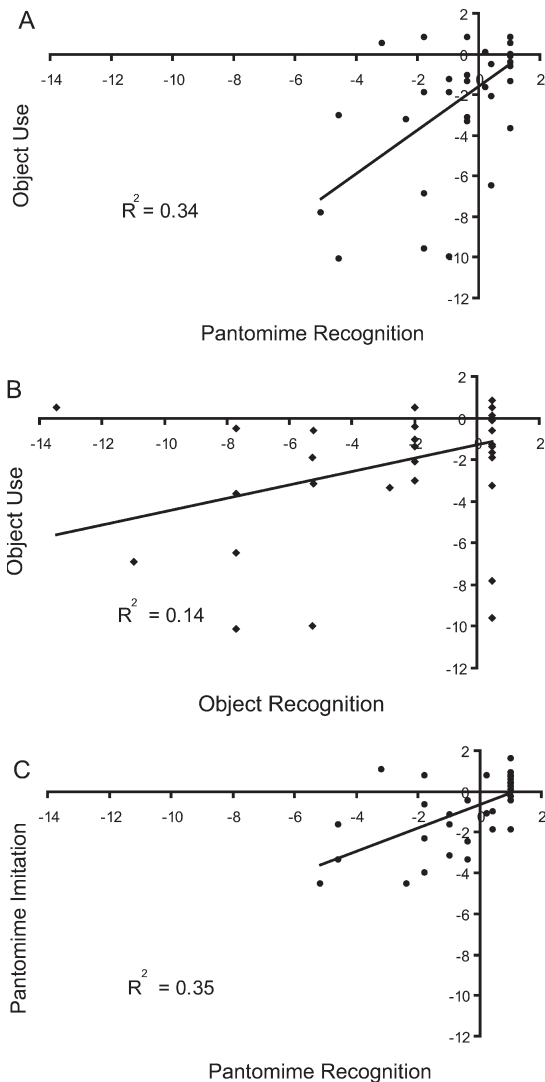 A
2
0
-14 -12 -10 -8 -6 -4 -2 0
-2
-4
-6
-8
-10
-12
Object Use
R2 = 0.34
Pantomime Recognition
B
2
0
-14 -12 -10 -8 -6 -4 -2 0
-2
-4
-6
-8
-10
-12
Object Use
R2 = 0.14
Object Recognition
C
2
0
-14 -12 -10 -8 -6 -4 -2 0
-2
-4
-6
-8
-10
-12
Pantomime Imitation
R2 = 0.35
Pantomime Recognition